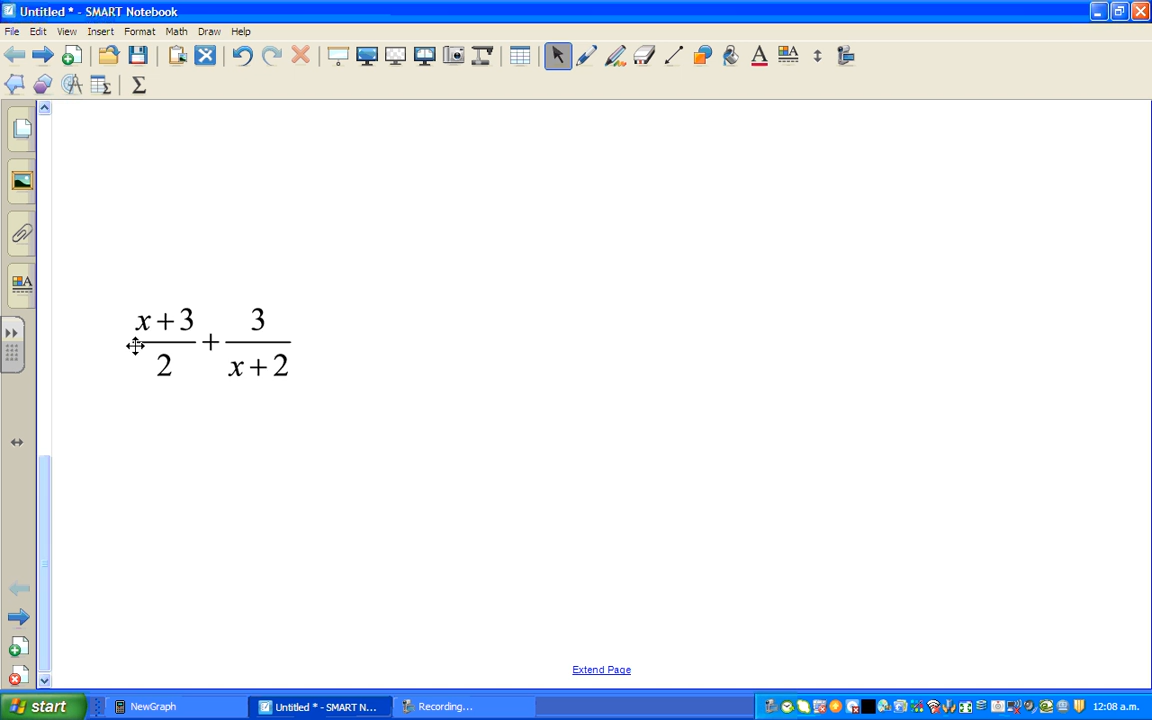 Untitled * - SMART Notebook
File Edit View Insert Format Math Draw Help
x + 3 3
+
2 x + 2
Extend Page
start NewGraph Untitled * - SMART N... Recording... 12:08 a.m.